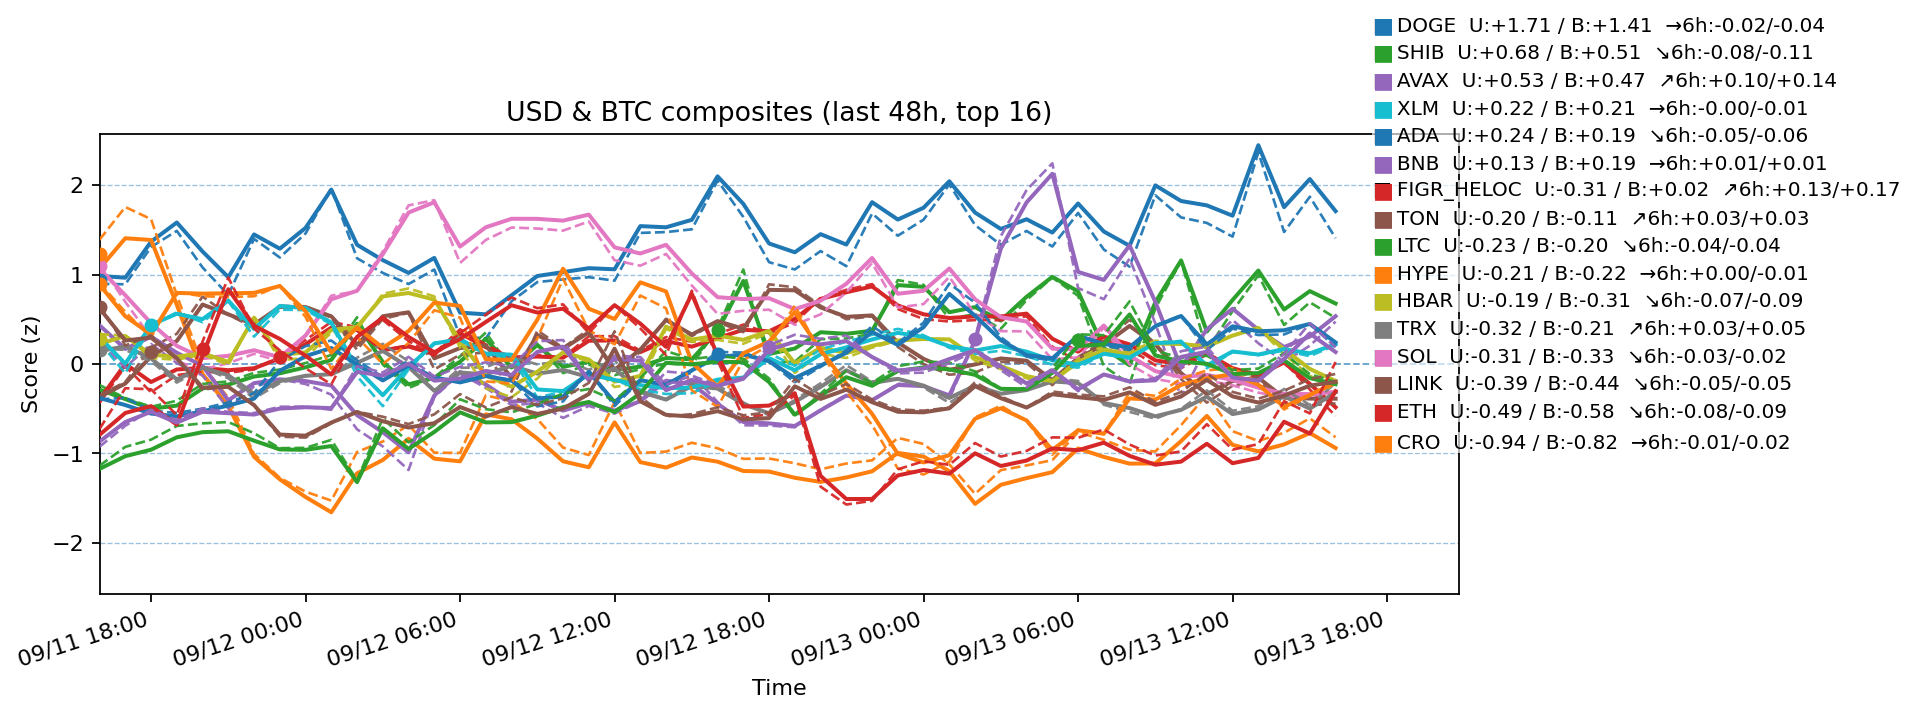 DOGE  U:+1.71 / B:+1.41  →6h:-0.02/-0.04
SHIB  U:+0.68 / B:+0.51  ↘6h:-0.08/-0.11
AVAX  U:+0.53 / B:+0.47  ↗6h:+0.10/+0.14
XLM  U:+0.22 / B:+0.21  →6h:-0.00/-0.01
ADA  U:+0.24 / B:+0.19  ↘6h:-0.05/-0.06
BNB  U:+0.13 / B:+0.19  →6h:+0.01/+0.01
FIGR_HELOC  U:-0.31 / B:+0.02  ↗6h:+0.13/+0.17
TON  U:-0.20 / B:-0.11  ↗6h:+0.03/+0.03
LTC  U:-0.23 / B:-0.20  ↘6h:-0.04/-0.04
HYPE  U:-0.21 / B:-0.22  →6h:+0.00/-0.01
HBAR  U:-0.19 / B:-0.31  ↘6h:-0.07/-0.09
TRX  U:-0.32 / B:-0.21  ↗6h:+0.03/+0.05
SOL  U:-0.31 / B:-0.33  ↘6h:-0.03/-0.02
LINK  U:-0.39 / B:-0.44  ↘6h:-0.05/-0.05
ETH  U:-0.49 / B:-0.58  ↘6h:-0.08/-0.09
CRO  U:-0.94 / B:-0.82  →6h:-0.01/-0.02
USD & BTC composites (last 48h, top 16)
Score (z)
2
1
0
−1
−2
09/11 18:00
09/12 00:00
09/12 06:00
09/12 12:00
09/12 18:00
09/13 00:00
09/13 06:00
09/13 12:00
09/13 18:00
Time